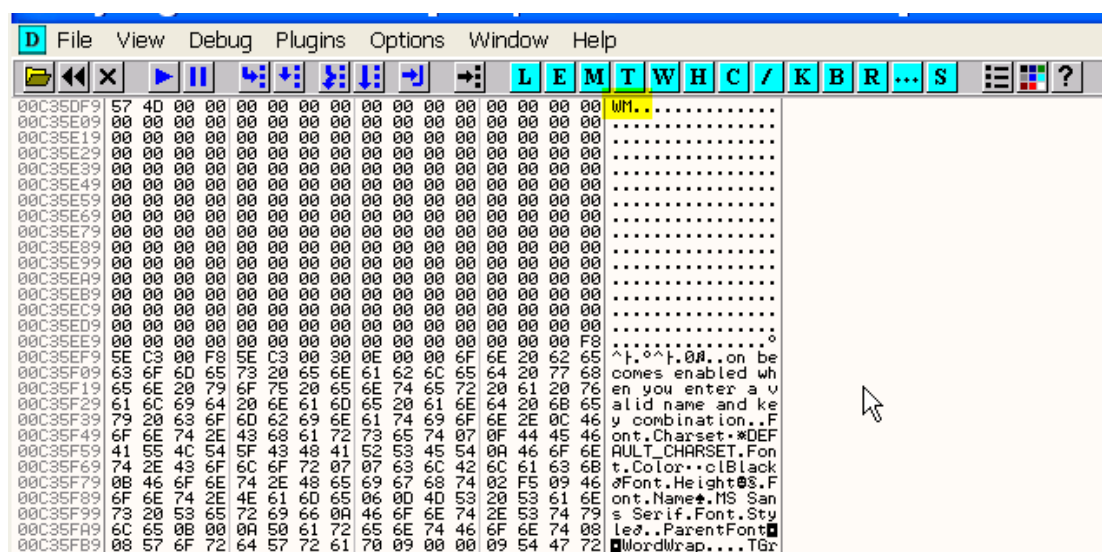 D File View Debug Plugins Options Window Help
L E M T W H C / K B R ... S ?
00C35DF9 57 4D 00 00 00 00 00 00 00 00 00 00 00 00 00 00 WM..............
00C35E09 00 00 00 00 00 00 00 00 00 00 00 00 00 00 00 00 ................
00C35E19 00 00 00 00 00 00 00 00 00 00 00 00 00 00 00 00 ................
00C35E29 00 00 00 00 00 00 00 00 00 00 00 00 00 00 00 00 ................
00C35E39 00 00 00 00 00 00 00 00 00 00 00 00 00 00 00 00 ................
00C35E49 00 00 00 00 00 00 00 00 00 00 00 00 00 00 00 00 ................
00C35E59 00 00 00 00 00 00 00 00 00 00 00 00 00 00 00 00 ................
00C35E69 00 00 00 00 00 00 00 00 00 00 00 00 00 00 00 00 ................
00C35E79 00 00 00 00 00 00 00 00 00 00 00 00 00 00 00 00 ................
00C35E89 00 00 00 00 00 00 00 00 00 00 00 00 00 00 00 00 ................
00C35E99 00 00 00 00 00 00 00 00 00 00 00 00 00 00 00 00 ................
00C35EA9 00 00 00 00 00 00 00 00 00 00 00 00 00 00 00 00 ................
00C35EB9 00 00 00 00 00 00 00 00 00 00 00 00 00 00 00 00 ................
00C35EC9 00 00 00 00 00 00 00 00 00 00 00 00 00 00 00 00 ................
00C35ED9 00 00 00 00 00 00 00 00 00 00 00 00 00 00 00 00 ................
00C35EE9 00 00 00 00 00 00 00 00 00 00 00 00 00 00 00 F8 ...............°
00C35EF9 5E C3 00 F8 5E C3 00 30 0E 00 00 6F 6E 20 62 65 ^├.°^├.0♫..on be
00C35F09 63 6F 6D 65 73 20 65 6E 61 62 6C 65 64 20 77 68 comes enabled wh
00C35F19 65 6E 20 79 6F 75 20 65 6E 74 65 72 20 61 20 76 en you enter a v
00C35F29 61 6C 69 64 20 6E 61 6D 65 20 61 6E 64 20 6B 65 alid name and ke
00C35F39 79 20 63 6F 6D 62 69 6E 61 74 69 6F 6E 2E 0C 46 y combination..F
00C35F49 6F 6E 74 2E 43 68 61 72 73 65 74 07 0F 44 45 46 ont.Charset•☼DEF
00C35F59 41 55 4C 54 5F 43 48 41 52 53 45 54 0A 46 6F 6E AULT_CHARSET.Fon
00C35F69 74 2E 43 6F 6C 6F 72 07 07 63 6C 42 6C 61 63 6B t.Color••clBlack
00C35F79 0B 46 6F 6E 74 2E 48 65 69 67 68 74 02 F5 09 46 ♂Font.Height☻§.F
00C35F89 6F 6E 74 2E 4E 61 6D 65 06 0D 4D 53 20 53 61 6E ont.Name♠.MS San
00C35F99 73 20 53 65 72 69 66 0A 46 6F 6E 74 2E 53 74 79 s Serif.Font.Sty
00C35FA9 6C 65 0B 00 0A 50 61 72 65 6E 74 46 6F 6E 74 08 le♂..ParentFont◘
00C35FB9 08 57 6F 72 64 57 72 61 70 09 00 00 09 54 47 72 ◘WordWrap....TGr